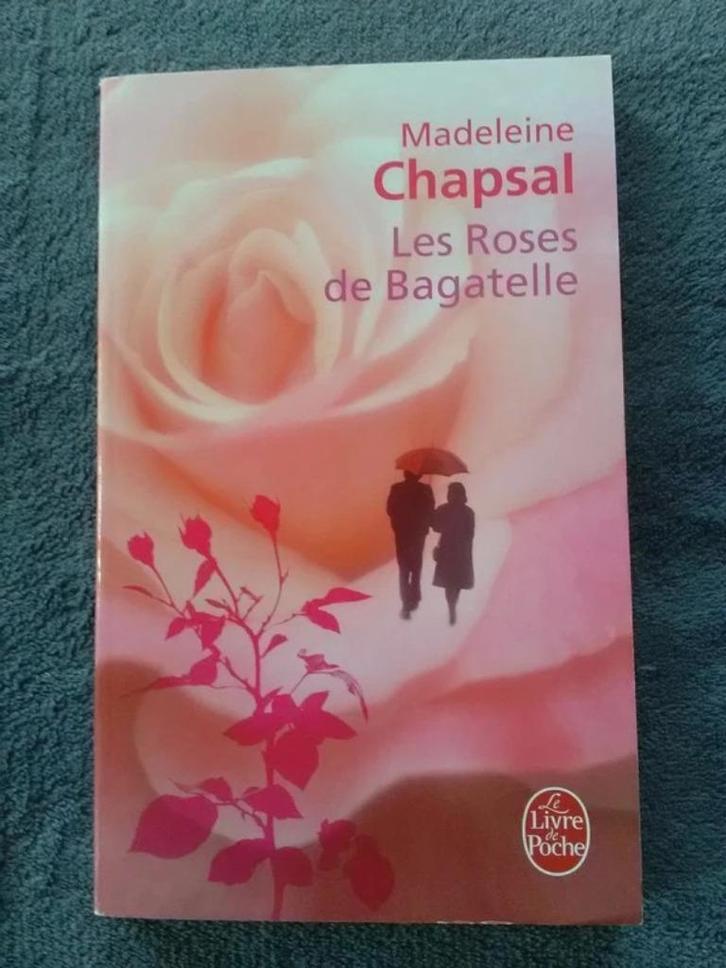 Madeleine
Chapsal
Les Roses
de Bagatelle
Le
Livre
de
Poche